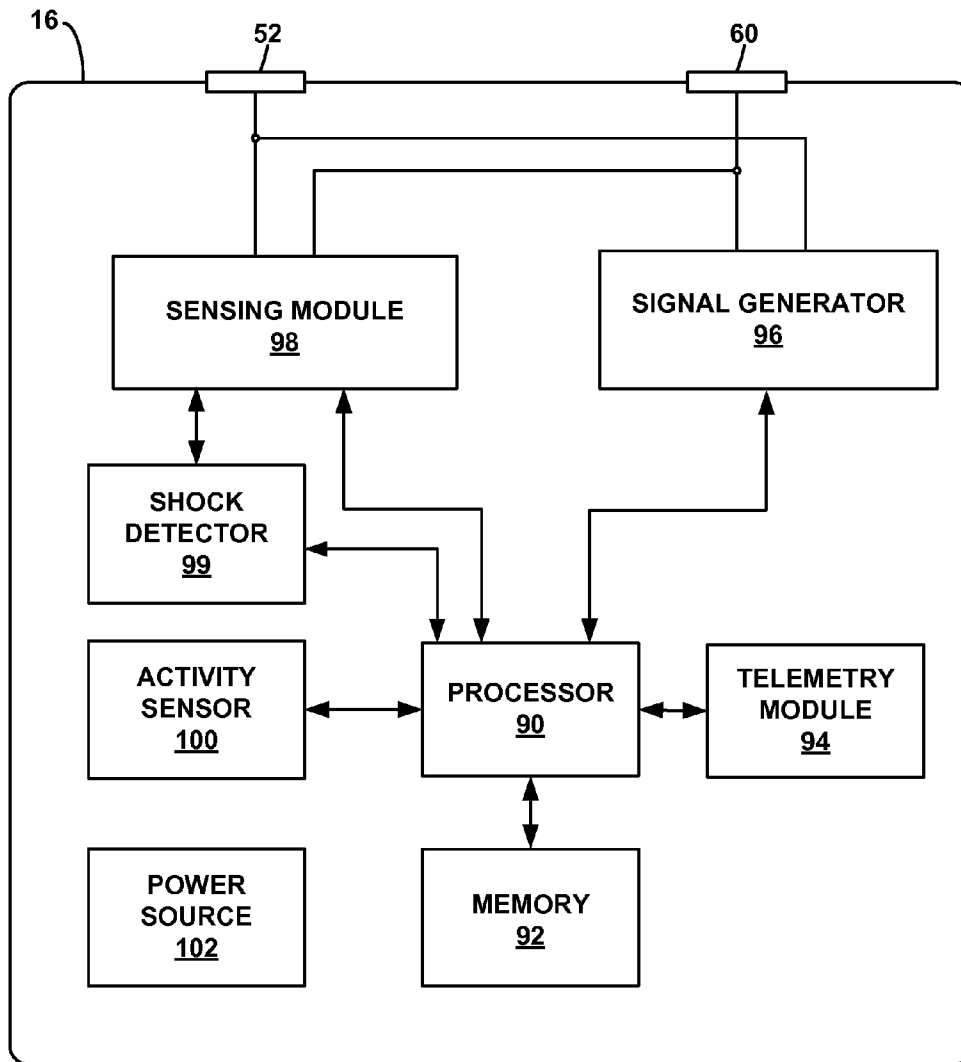 16
52
60
SENSING MODULE
98
SIGNAL GENERATOR
96
SHOCK
DETECTOR
99
ACTIVITY
SENSOR
100
PROCESSOR
90
TELEMETRY
MODULE
94
POWER
SOURCE
102
MEMORY
92